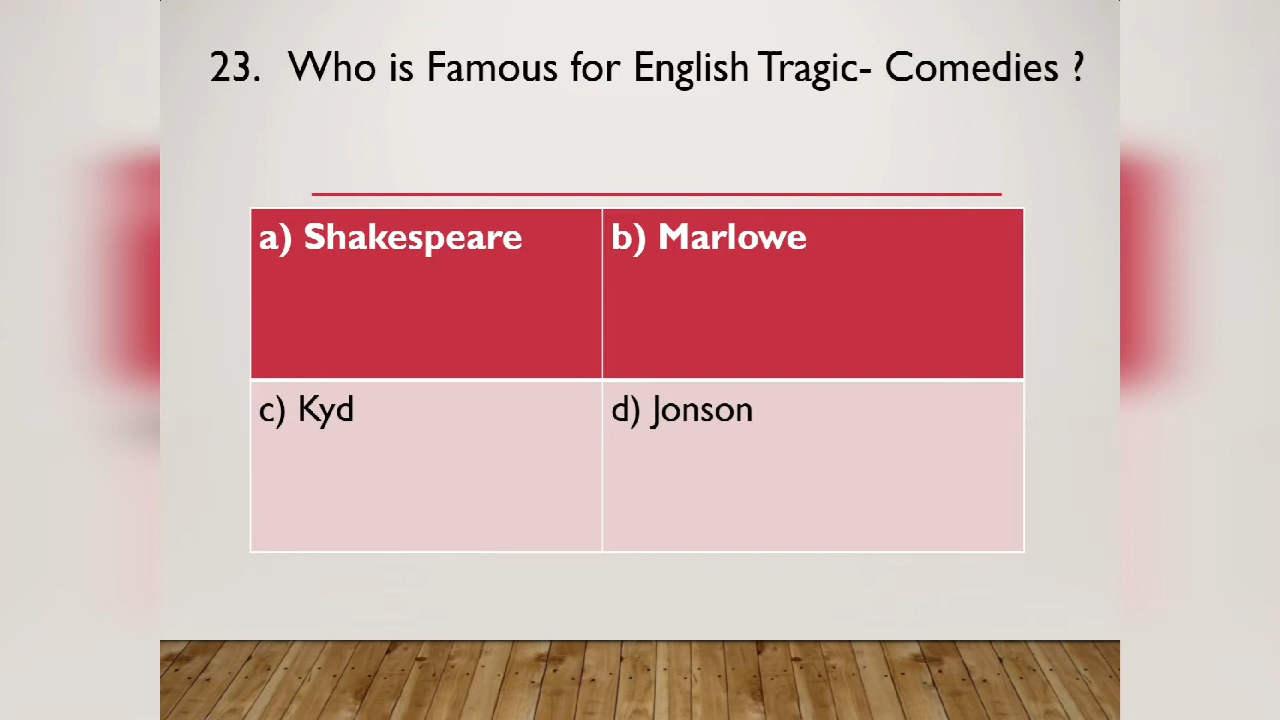 23. Who is Famous for English Tragic- Comedies ?
a) Shakespeare
b) Marlowe
c) Kyd
d) Jonson